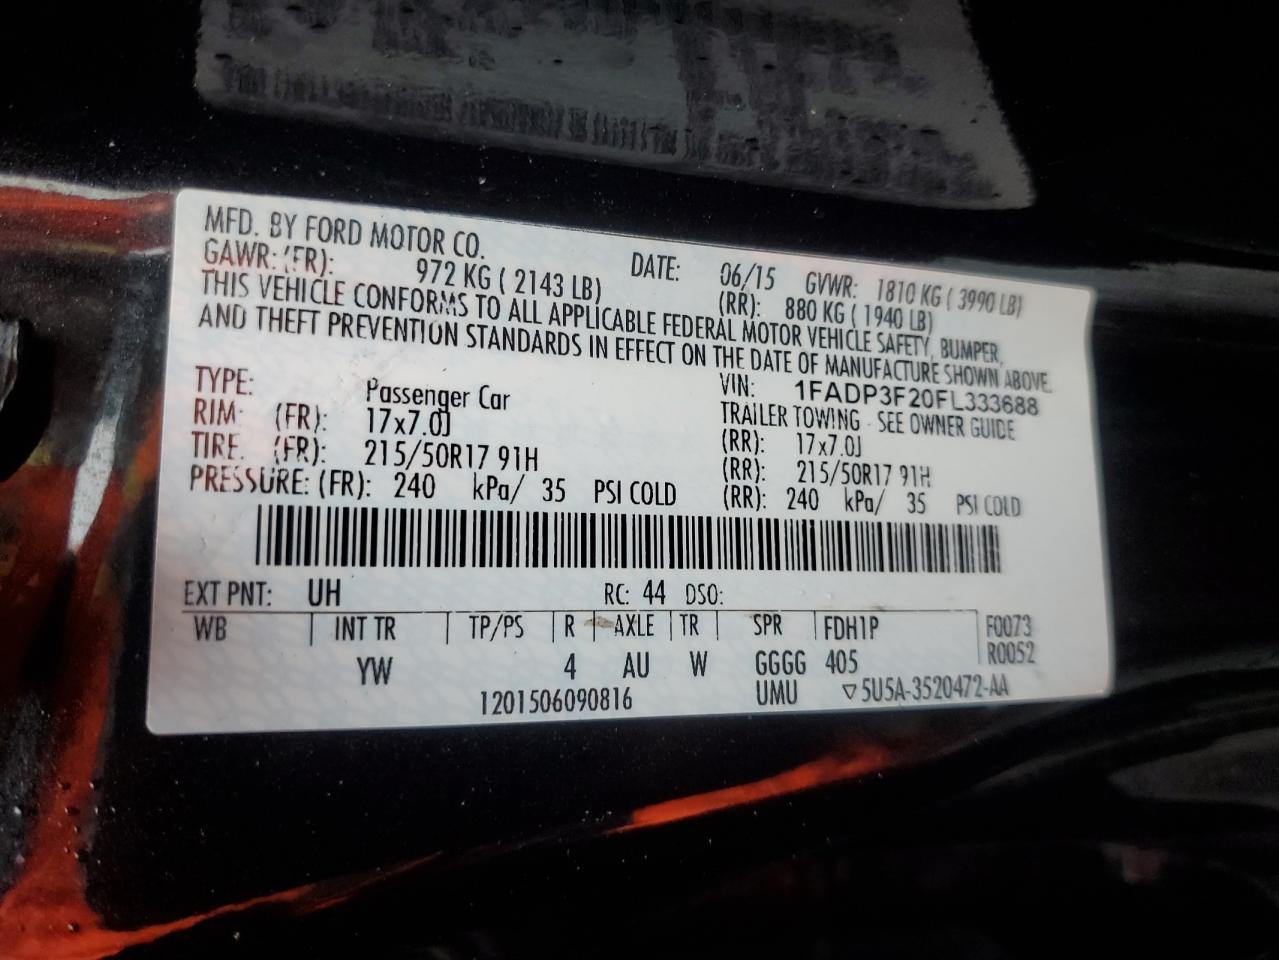 MFD. BY FORD MOTOR CO.
DATE: 06/15 GVWR: 1810 KG ( 3990 LB)
GAWR: (FR): 972 KG ( 2143 LB) (RR): 880 KG ( 1940 LB)
THIS VEHICLE CONFORMS TO ALL APPLICABLE FEDERAL MOTOR VEHICLE SAFETY, BUMPER,
AND THEFT PREVENTION STANDARDS IN EFFECT ON THE DATE OF MANUFACTURE SHOWN ABOVE.
VIN: 1FADP3F20FL333688
TYPE: Passenger Car TRAILER TOWING - SEE OWNER GUIDE
RIM: (FR): 17x7.0J (RR): 17x7.0J
TIRE: (FR): 215/50R17 91H (RR): 215/50R17 91H
PRESSURE: (FR): 240 kPa/ 35 PSI COLD (RR): 240 kPa/ 35 PSI COLD
EXT PNT: UH RC: 44 DSO:
WB INT TR TP/PS R AXLE TR SPR FDH1P F0073
YW 4 AU W GGGG 405 R0052
1201506090816 UMU ▽5U5A-3520472-AA